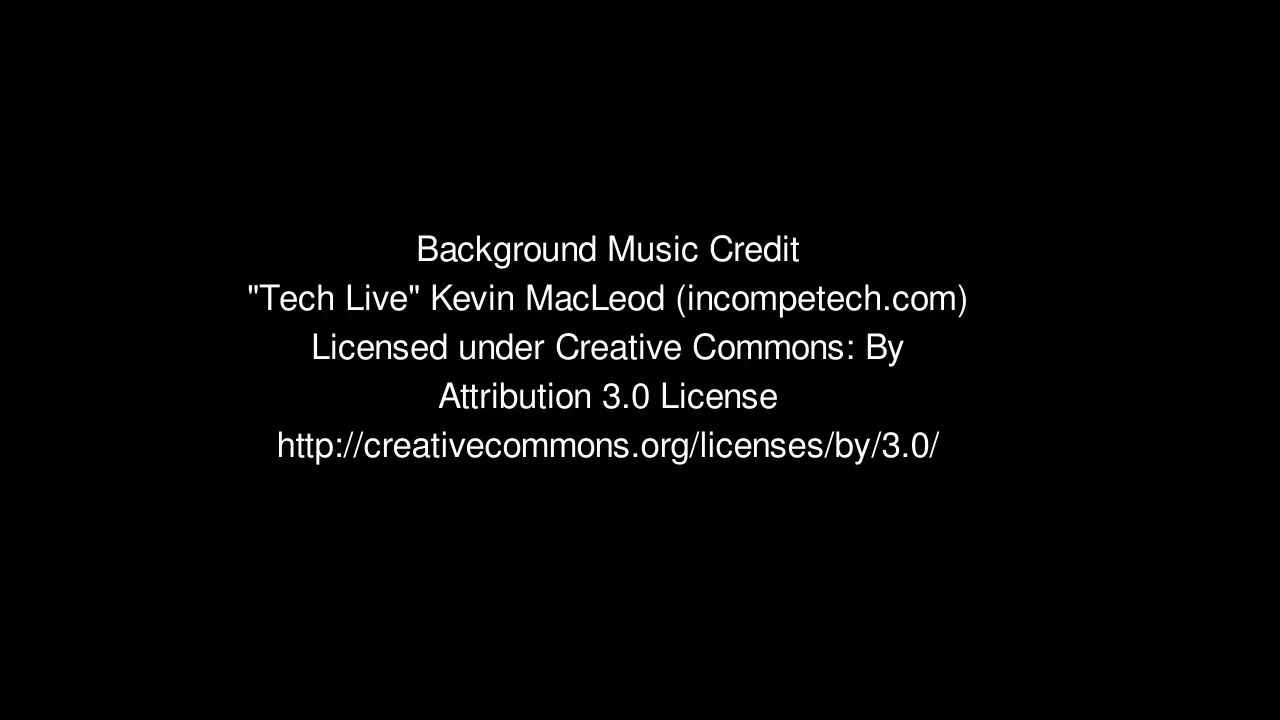 Background Music Credit
"Tech Live" Kevin MacLeod (incompetech.com)
Licensed under Creative Commons: By
Attribution 3.0 License
http://creativecommons.org/licenses/by/3.0/